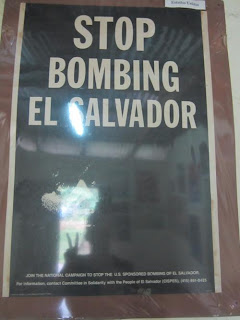 STOP
BOMBING
EL SALVADOR
JOIN THE NATIONAL CAMPAIGN TO STOP THE U.S. SPONSORED BOMBING OF EL SALVADOR.
For information, contact Committee in Solidarity with the People of El Salvador (CISPES),